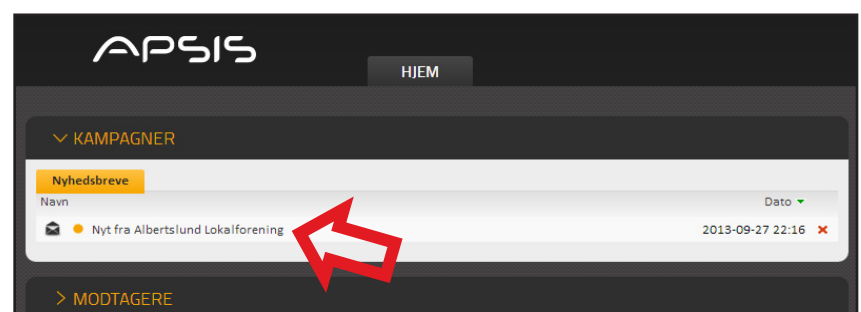 APSIS
HJEM
KAMPAGNER
Nyhedsbreve
Navn Dato
Nyt fra Albertslund Lokalforening 2013-09-27 22:16
MODTAGERE